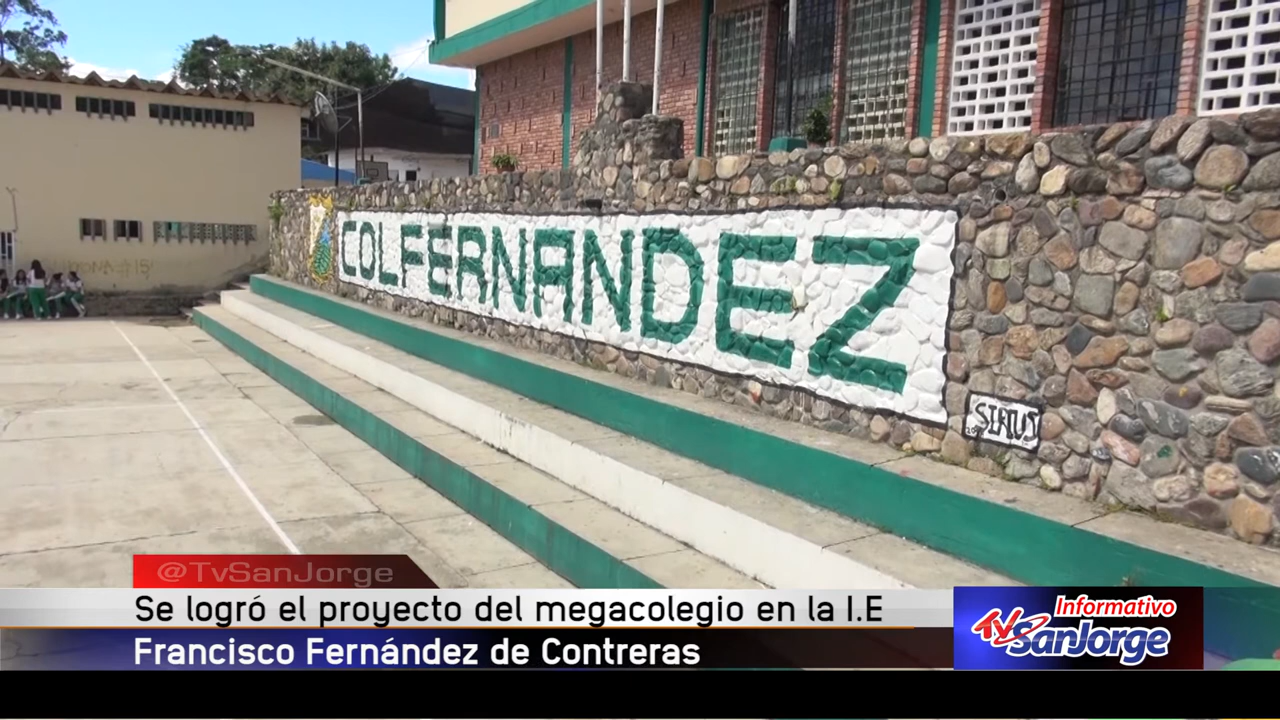 COLFERNANDEZ
SIRIUS
@TvSanJorge
Se logró el proyecto del megacolegio en la I.E
Francisco Fernández de Contreras
Informativo
TV SanJorge